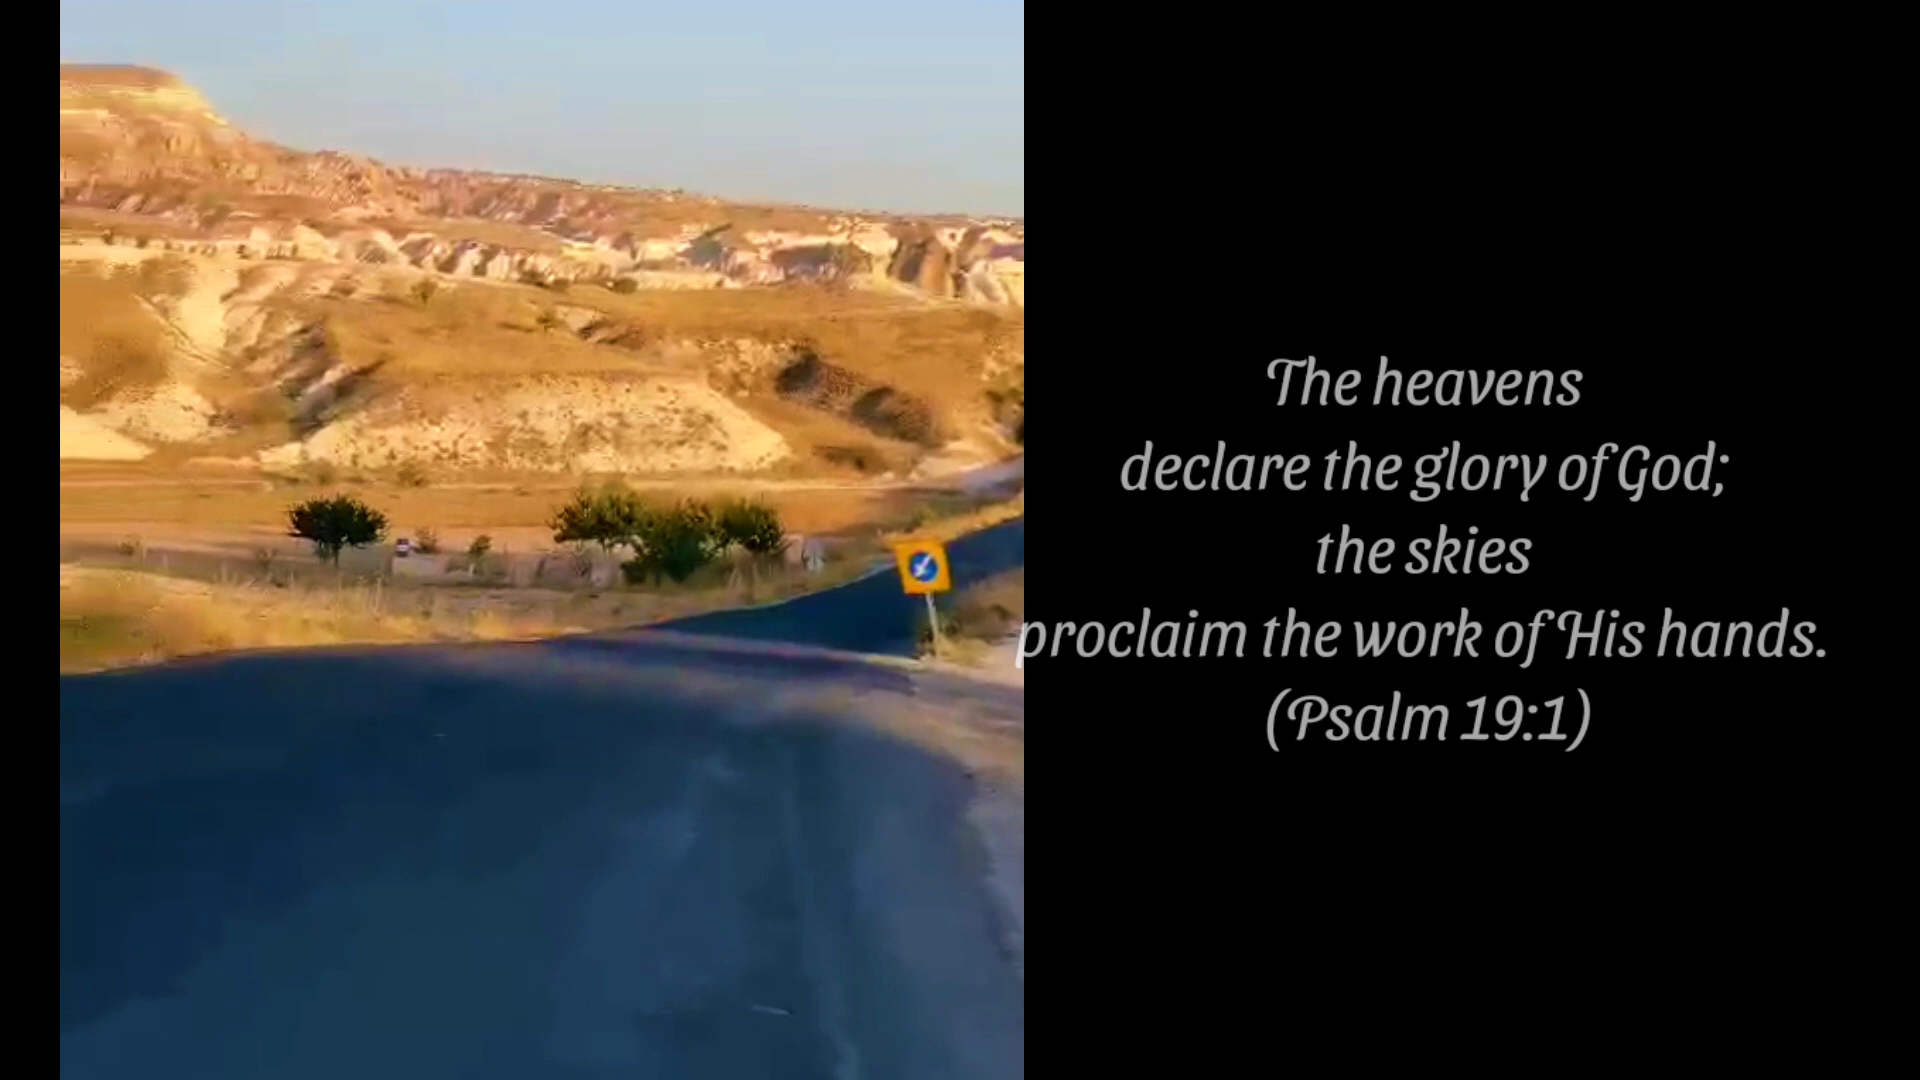 The heavens
declare the glory of God;
the skies
proclaim the work of His hands.
(Psalm 19:1)